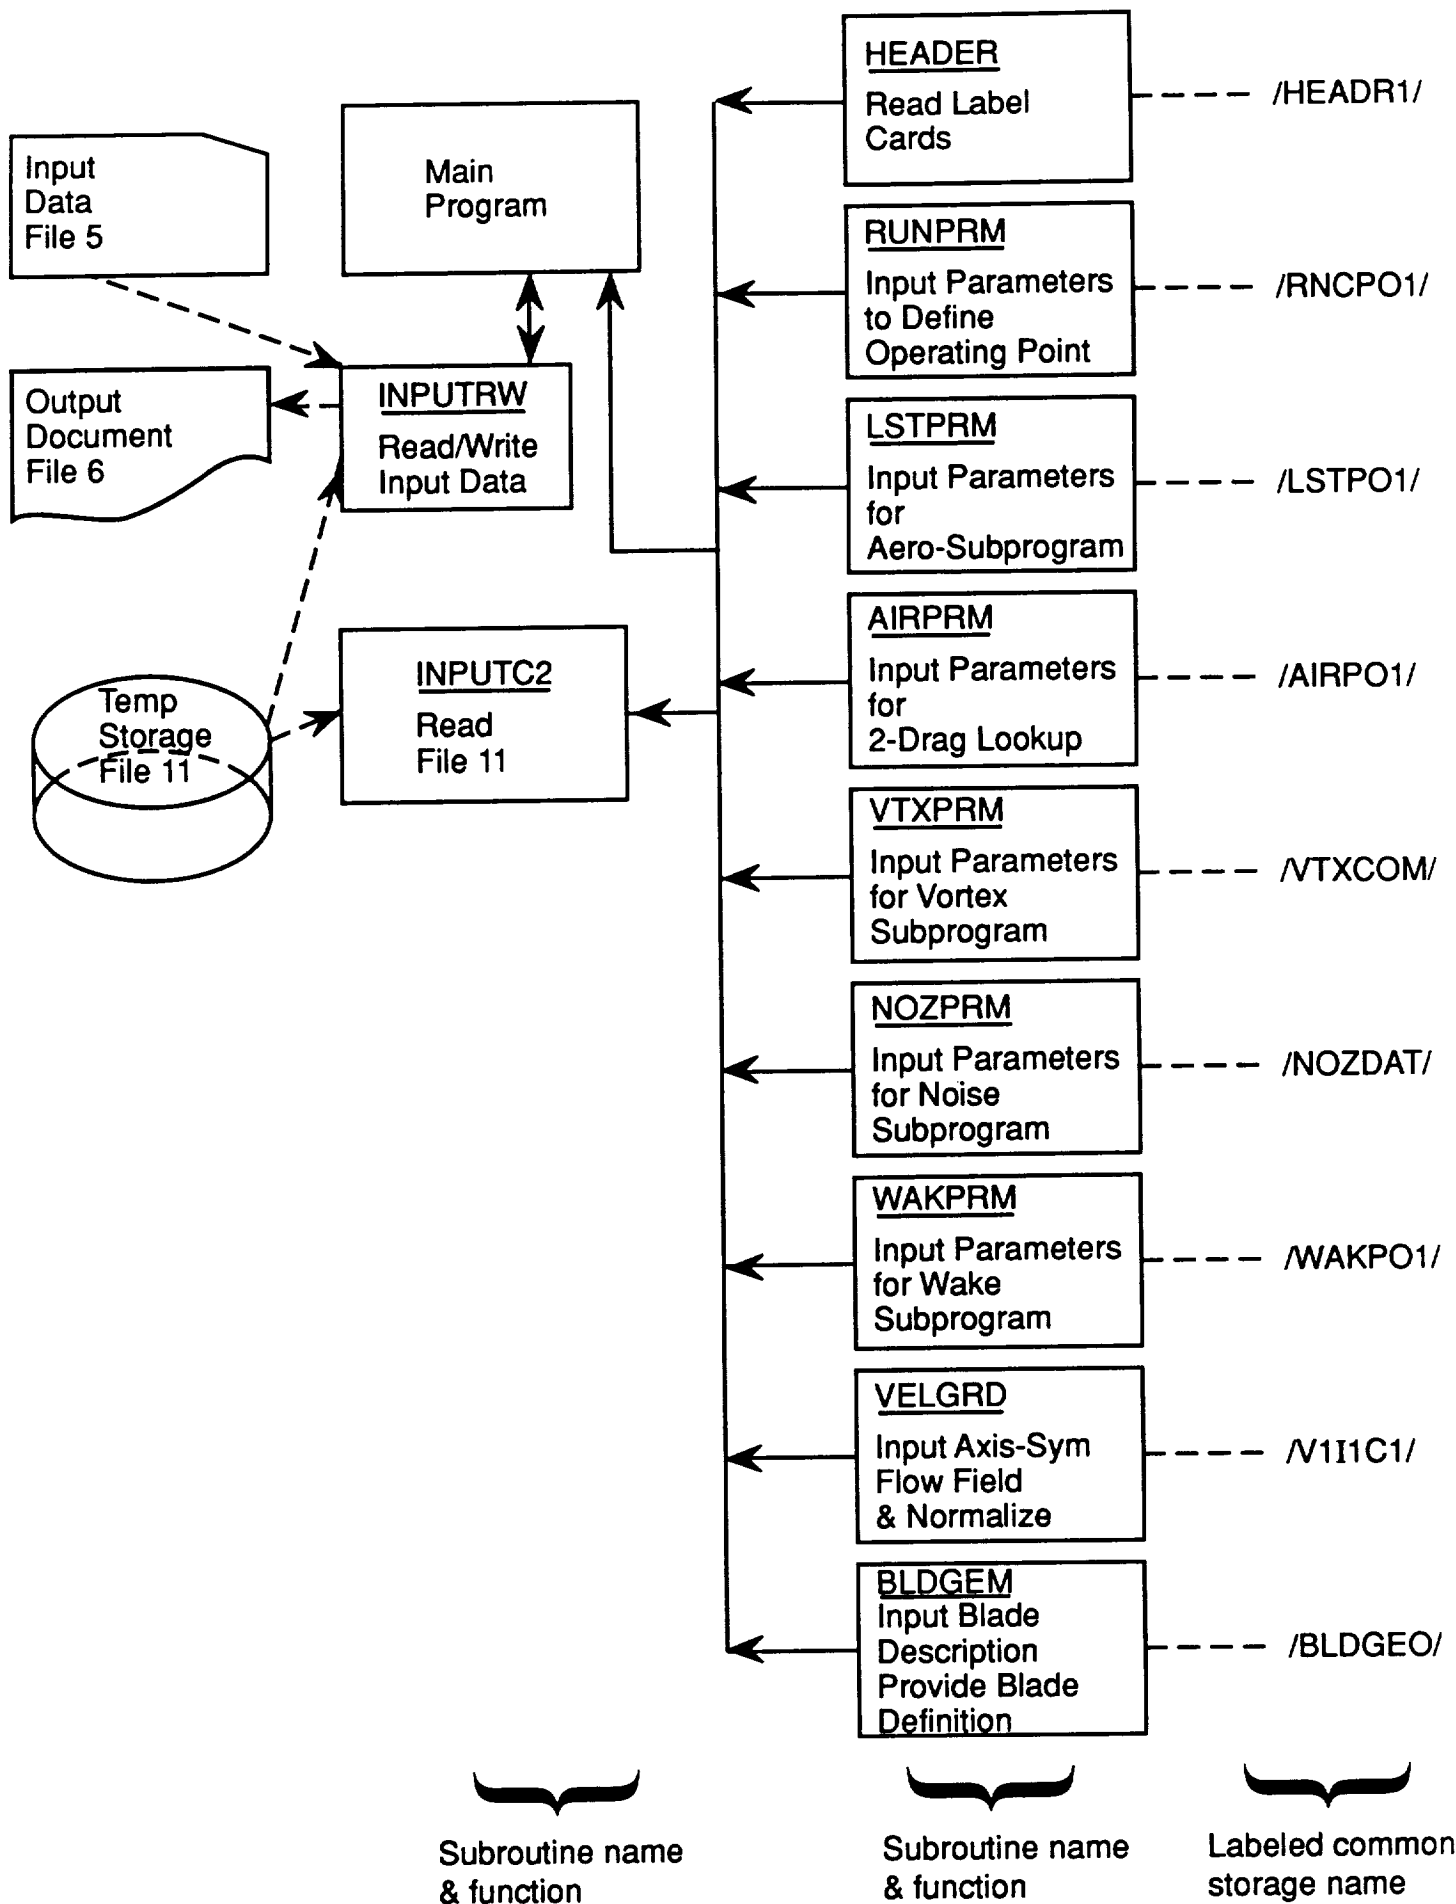 Input
Data
File 5
Output
Document
File 6
Temp
Storage
File 11
Main
Program
INPUTRW
Read/Write
Input Data
INPUTC2
Read
File 11
HEADER
Read Label
Cards
/HEADR1/
RUNPRM
Input Parameters
to Define
Operating Point
/RNCPO1/
LSTPRM
Input Parameters
for
Aero-Subprogram
/LSTPO1/
AIRPRM
Input Parameters
for
2-Drag Lookup
/AIRPO1/
VTXPRM
Input Parameters
for Vortex
Subprogram
/VTXCOM/
NOZPRM
Input Parameters
for Noise
Subprogram
/NOZDAT/
WAKPRM
Input Parameters
for Wake
Subprogram
/WAKPO1/
VELGRD
Input Axis-Sym
Flow Field
& Normalize
/V1I1C1/
BLDGEM
Input Blade
Description
Provide Blade
Definition
/BLDGEO/
Subroutine name
& function
Subroutine name
& function
Labeled common
storage name